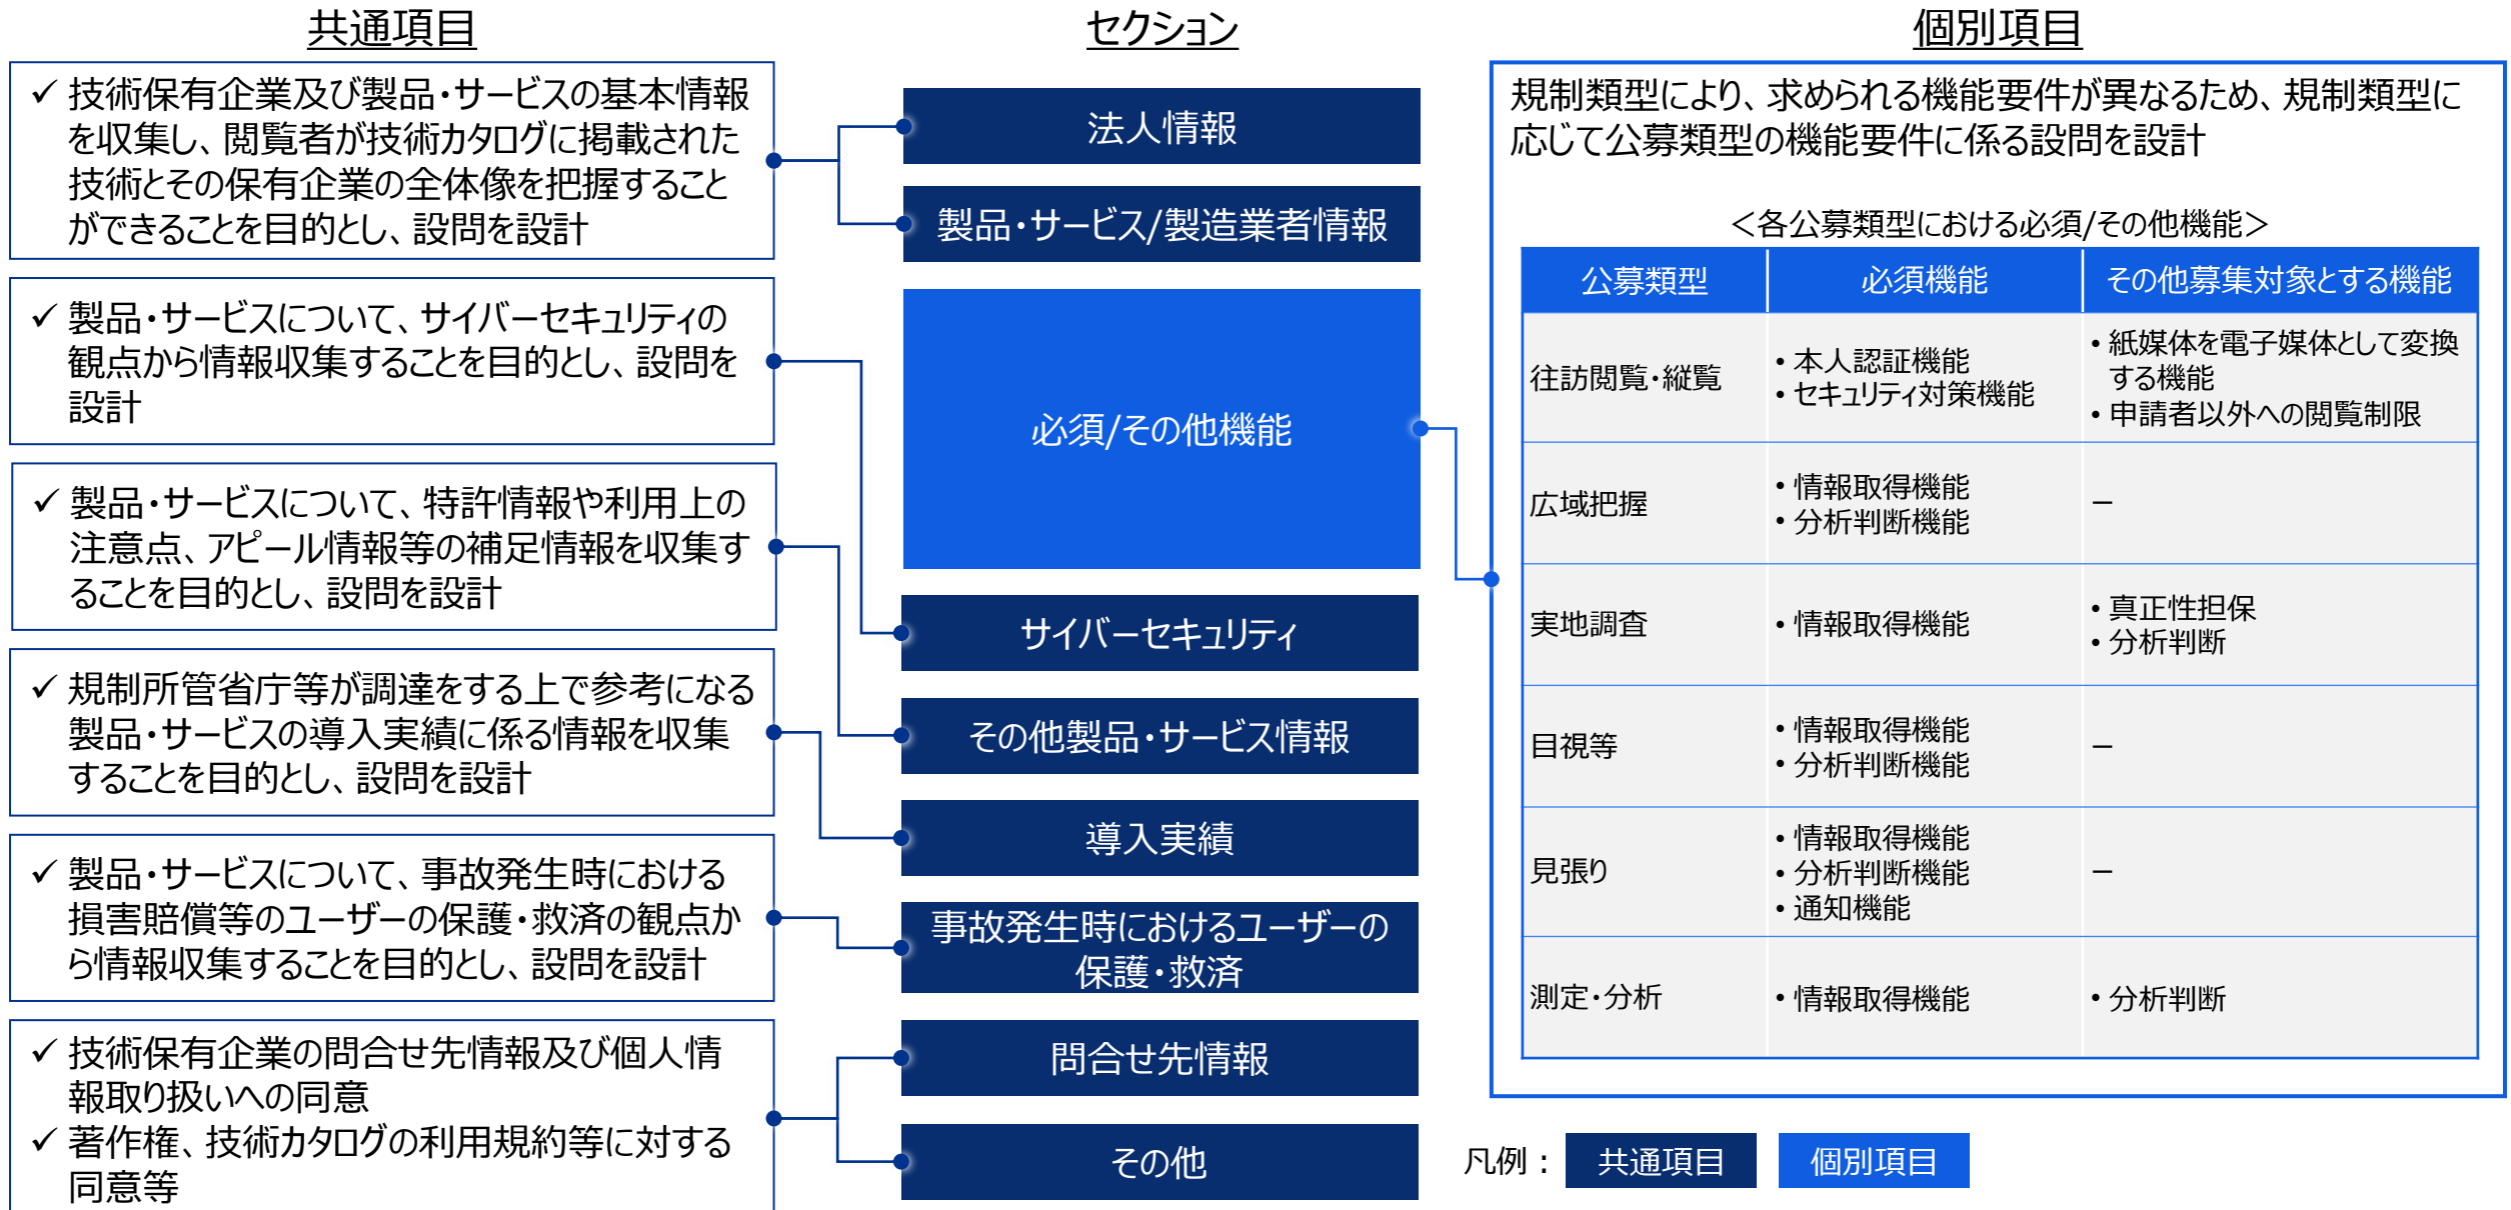 共通項目
✓ 技術保有企業及び製品・サービスの基本情報
を収集し、閲覧者が技術カタログに掲載された
技術とその保有企業の全体像を把握すること
ができることを目的とし、設問を設計
✓ 製品・サービスについて、サイバーセキュリティの
観点から情報収集することを目的とし、設問を
設計
✓ 製品・サービスについて、特許情報や利用上の
注意点、アピール情報等の補足情報を収集す
ることを目的とし、設問を設計
✓ 規制所管省庁等が調達をする上で参考になる
製品・サービスの導入実績に係る情報を収集
することを目的とし、設問を設計
✓ 製品・サービスについて、事故発生時における
損害賠償等のユーザーの保護・救済の観点か
ら情報収集することを目的とし、設問を設計
✓ 技術保有企業の問合せ先情報及び個人情
報取り扱いへの同意
✓ 著作権、技術カタログの利用規約等に対する
同意等
セクション
法人情報
製品・サービス/製造業者情報
必須/その他機能
サイバーセキュリティ
その他製品・サービス情報
導入実績
事故発生時におけるユーザーの
保護・救済
問合せ先情報
その他
個別項目
規制類型により、求められる機能要件が異なるため、規制類型に
応じて公募類型の機能要件に係る設問を設計
＜各公募類型における必須/その他機能＞
公募類型 必須機能 その他募集対象とする機能
往訪閲覧・縦覧
• 本人認証機能
• セキュリティ対策機能
• 紙媒体を電子媒体として変換
する機能
• 申請者以外への閲覧制限
広域把握
• 情報取得機能
• 分析判断機能
－
実地調査
• 情報取得機能
• 真正性担保
• 分析判断
目視等
• 情報取得機能
• 分析判断機能
－
見張り
• 情報取得機能
• 分析判断機能
• 通知機能
－
測定・分析
• 情報取得機能
• 分析判断
凡例： 共通項目 個別項目